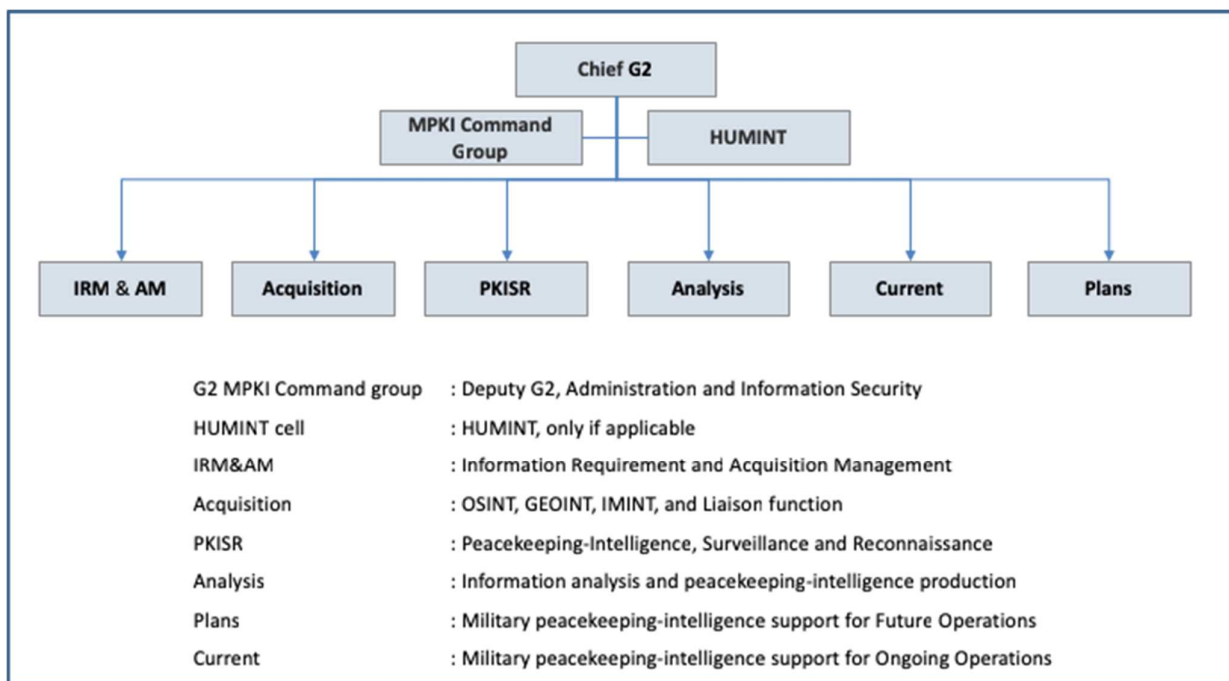 Chief G2
MPKI Command
Group
HUMINT
IRM & AM
Acquisition
PKISR
Analysis
Current
Plans
G2 MPKI Command group : Deputy G2, Administration and Information Security
HUMINT cell : HUMINT, only if applicable
IRM&AM : Information Requirement and Acquisition Management
Acquisition : OSINT, GEOINT, IMINT, and Liaison function
PKISR : Peacekeeping-Intelligence, Surveillance and Reconnaissance
Analysis : Information analysis and peacekeeping-intelligence production
Plans : Military peacekeeping-intelligence support for Future Operations
Current : Military peacekeeping-intelligence support for Ongoing Operations